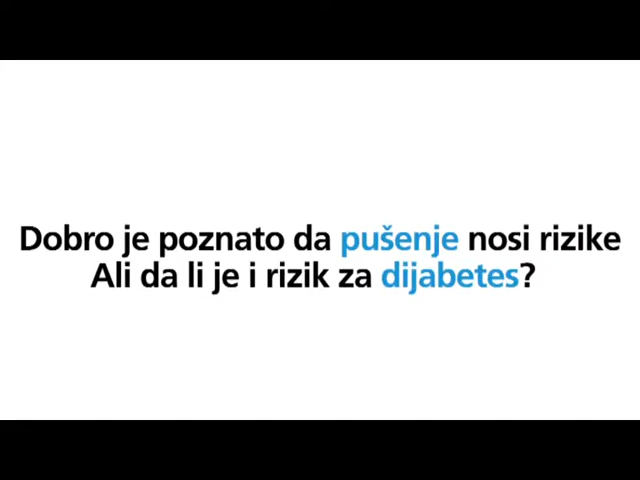 Dobro je poznato da pušenje nosi rizike
Ali da li je i rizik za dijabetes?